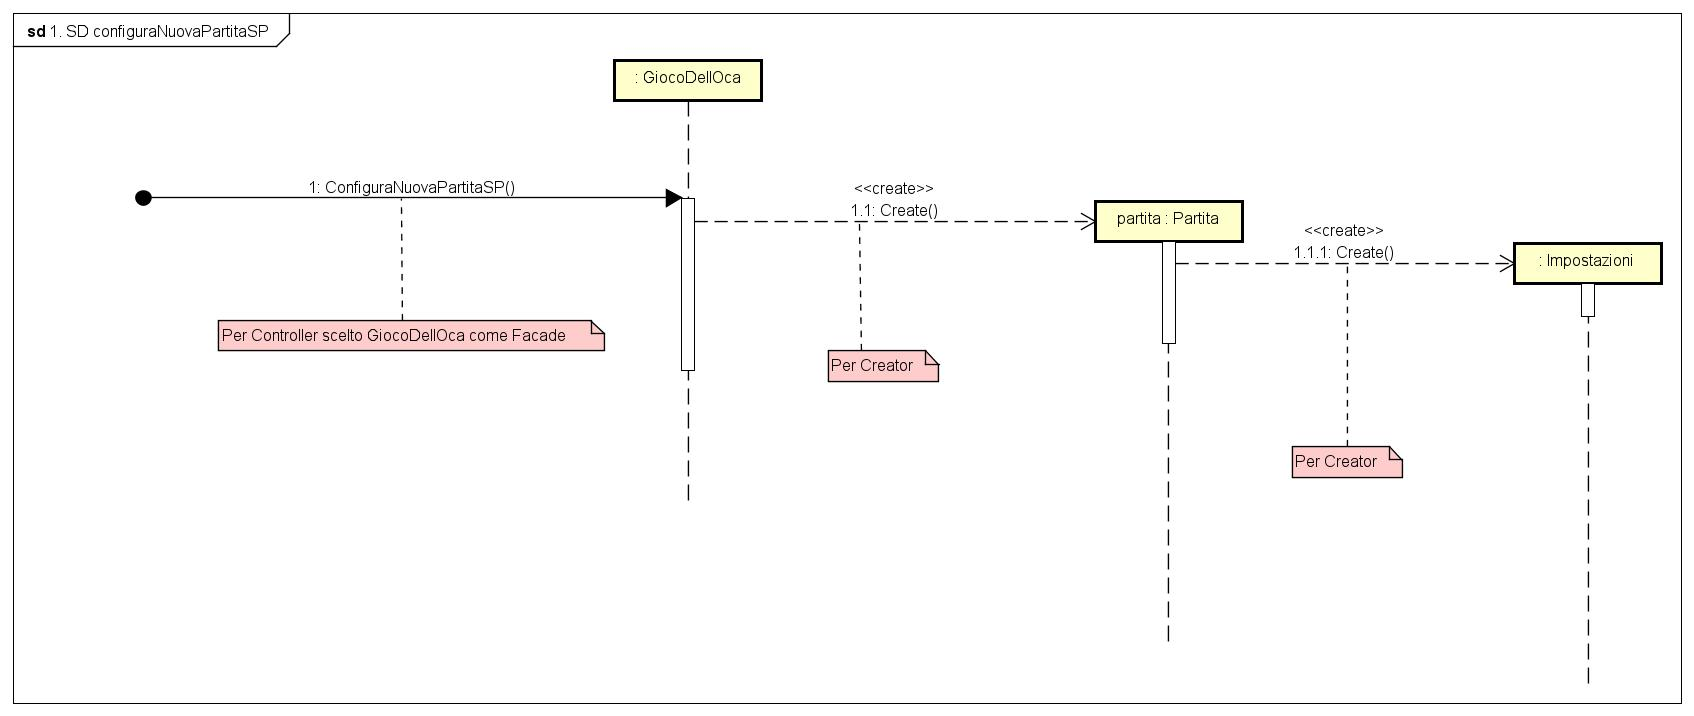 sd 1. SD configuraNuovaPartitaSP
: GiocoDellOca
1: ConfiguraNuovaPartitaSP()
<<create>>
1.1: Create()
partita : Partita
<<create>>
1.1.1: Create()
: Impostazioni
Per Controller scelto GiocoDellOca come Facade
Per Creator
Per Creator